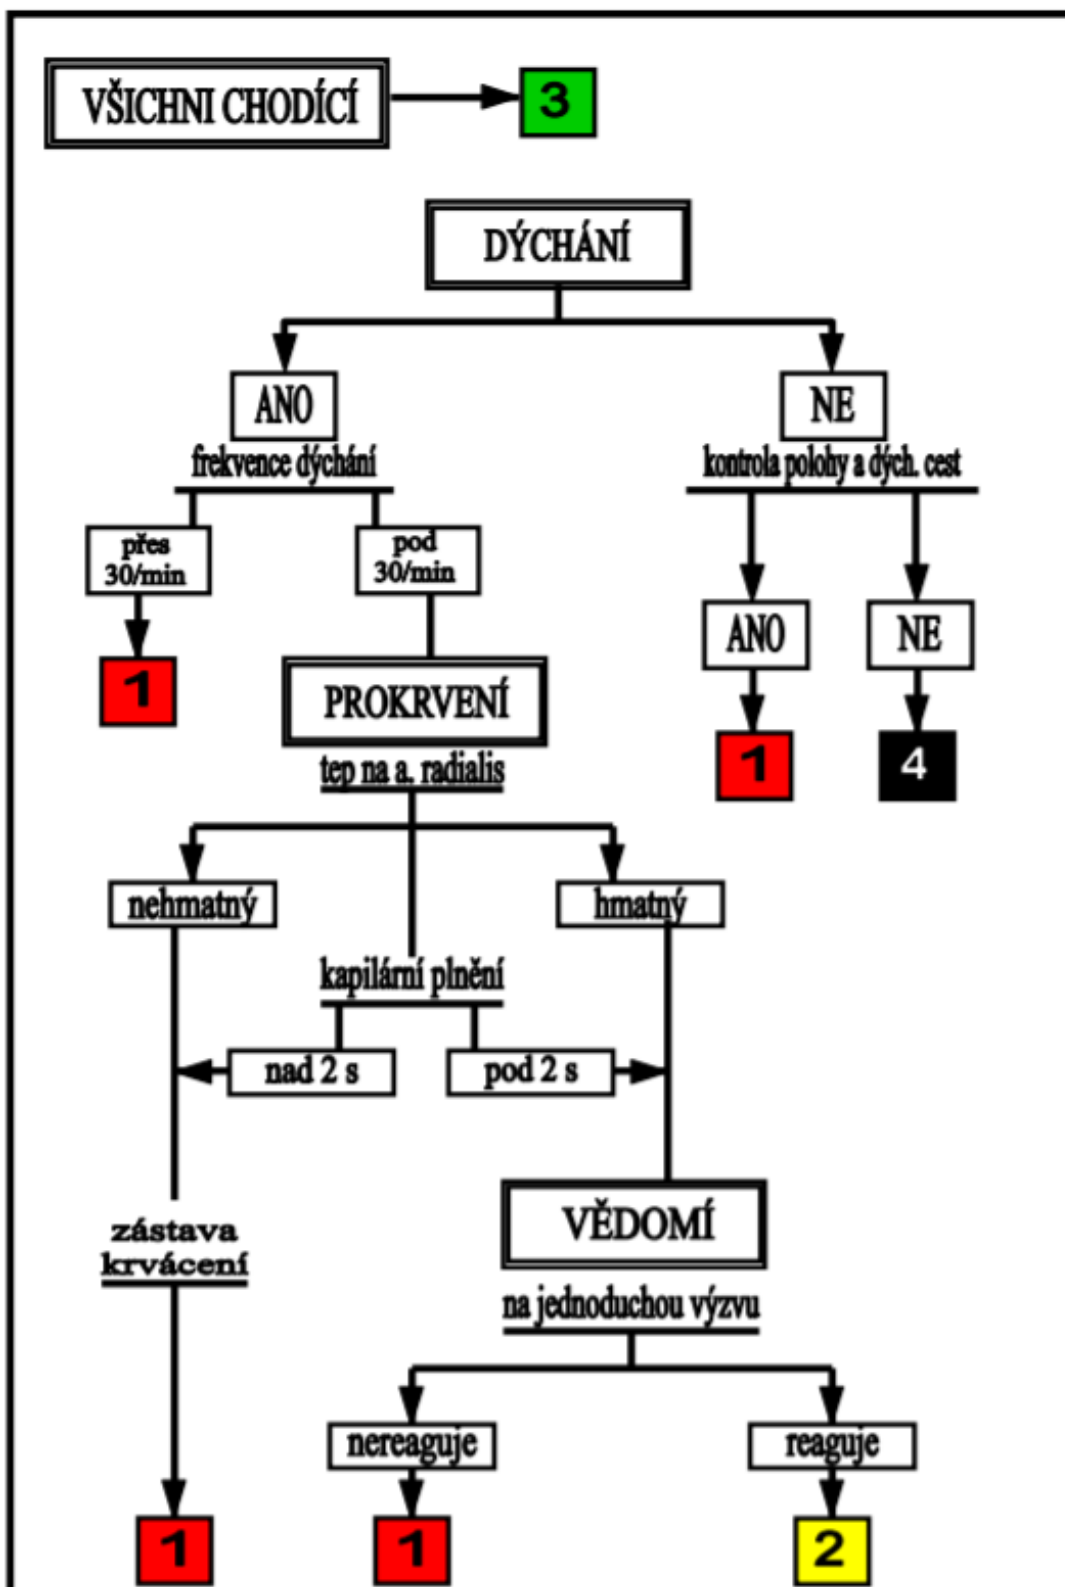 VŠICHNI CHODÍCÍ
3
DÝCHÁNÍ
ANO
NE
frekvence dýchání
kontrola polohy a dých. cest
přes
30/min
pod
30/min
ANO
NE
1
PROKRVENÍ
1
4
tep na a. radialis
nehmatný
hmatný
kapilární plnění
nad 2 s
pod 2 s
zástava
krvácení
VĚDOMÍ
na jednoduchou výzvu
nereaguje
reaguje
1
1
2